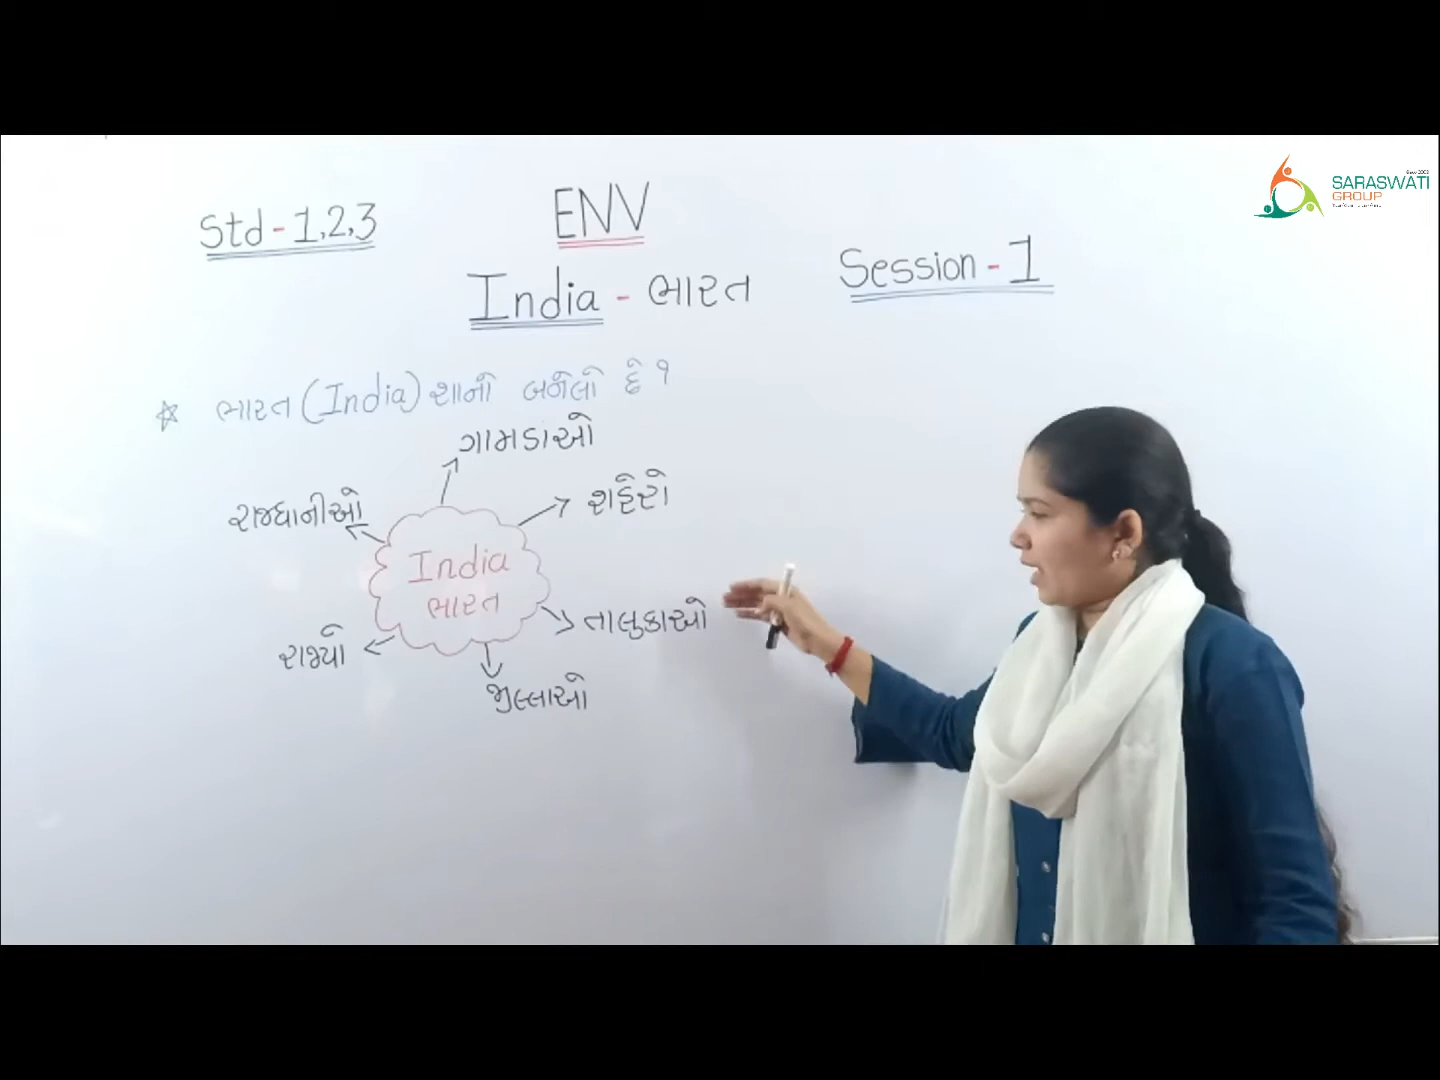 SARASWATI
GROUP
Std-1,2,3
ENV
Session-1
India - ભારત
☆ ભારત (India) શાનો બનેલો છે ?
ગામડાઓ
શહેરો
રાજધાનીઓ
India
ભારત
તાલુકાઓ
રાજ્યો
જીલ્લાઓ